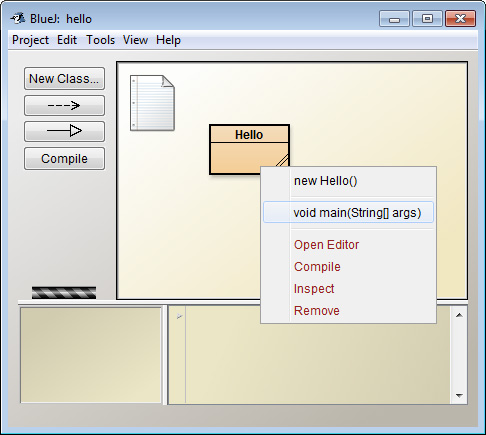 BlueJ: hello
Project Edit Tools View Help
New Class...
Compile
Hello
new Hello()
void main(String[] args)
Open Editor
Compile
Inspect
Remove